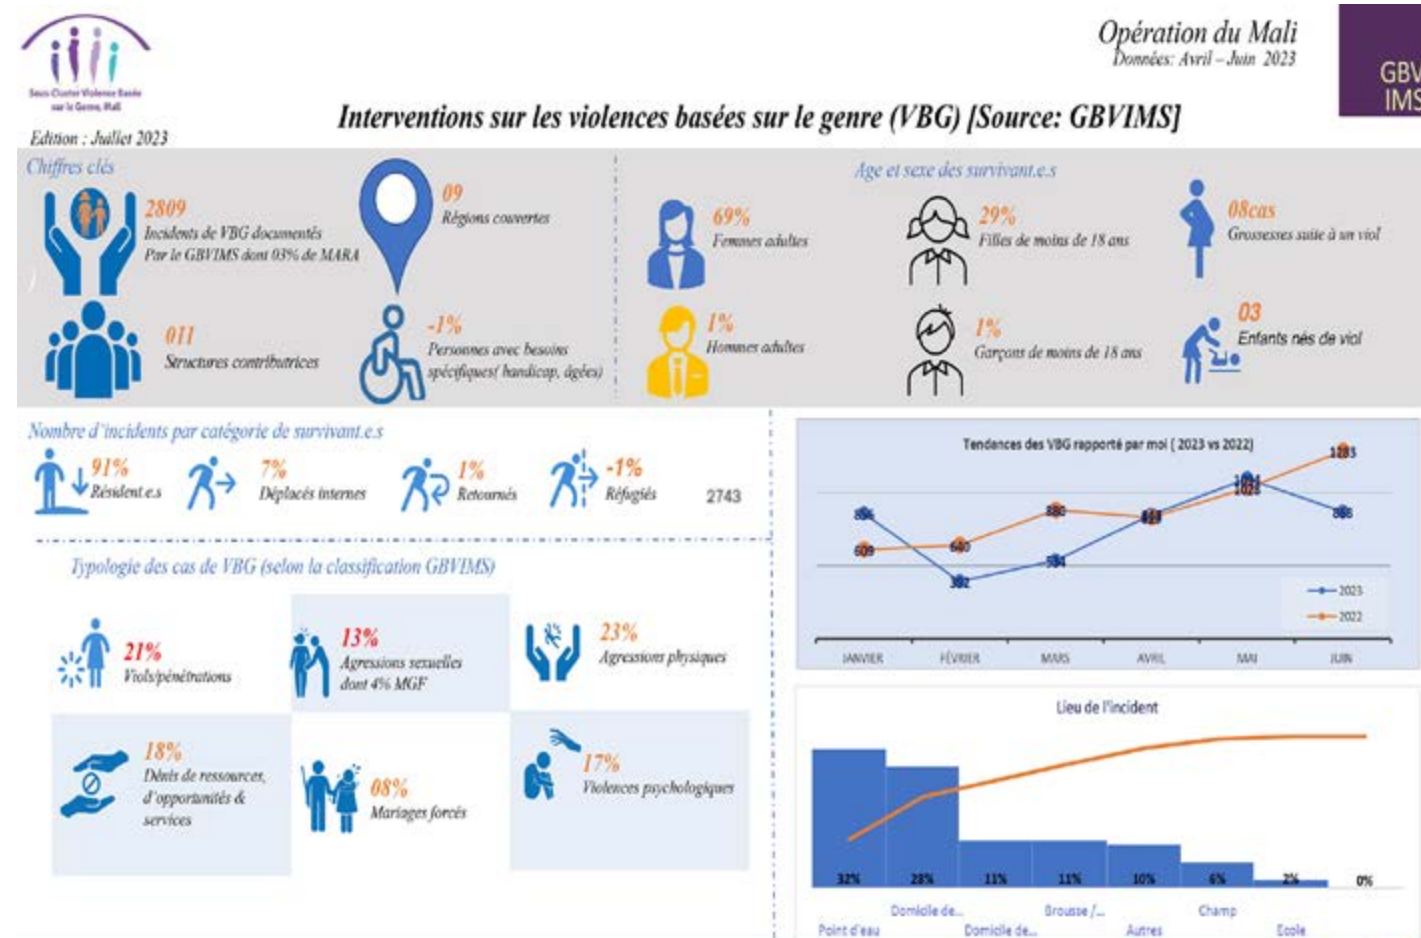 Sous-Cluster Violence Basée
sur le Genre, Mali
Opération du Mali
Données: Avril – Juin 2023
GBV
IMS
Edition : Juillet 2023
Interventions sur les violences basées sur le genre (VBG) [Source: GBVIMS]
Chiffres clés
2809
Incidents de VBG documentés
Par le GBVIMS dont 03% de MARA
09
Régions couvertes
011
Structures contributrices
-1%
Personnes avec besoins
spécifiques( handicap, âgées)
Age et sexe des survivant.e.s
69%
Femmes adultes
29%
Filles de moins de 18 ans
08cas
Grossesses suite à un viol
1%
Hommes adultes
1%
Garçons de moins de 18 ans
03
Enfants nés de viol
Nombre d'incidents par catégorie de survivant.e.s
91%
Résident.e.s
7%
Déplacés internes
1%
Retournés
-1%
Réfugiés
2743
Typologie des cas de VBG (selon la classification GBVIMS)
21%
Viols/pénétrations
13%
Agressions sexuelles
dont 4% MGF
23%
Agressions physiques
18%
Dénis de ressources,
d'opportunités &
services
08%
Mariages forcés
17%
Violences psychologiques
Tendances des VBG rapporté par moi ( 2023 vs 2022)
1283
609
640
880
1028
2023
2022
JANVIER FÉVRIER MARS AVRIL MAI JUIN
Lieu de l'incident
32% 28% 11% 11% 10% 6% 2% 0%
Point d'eau
Domicile de...
Domicile de...
Brousse /...
Autres
Champ
Ecole